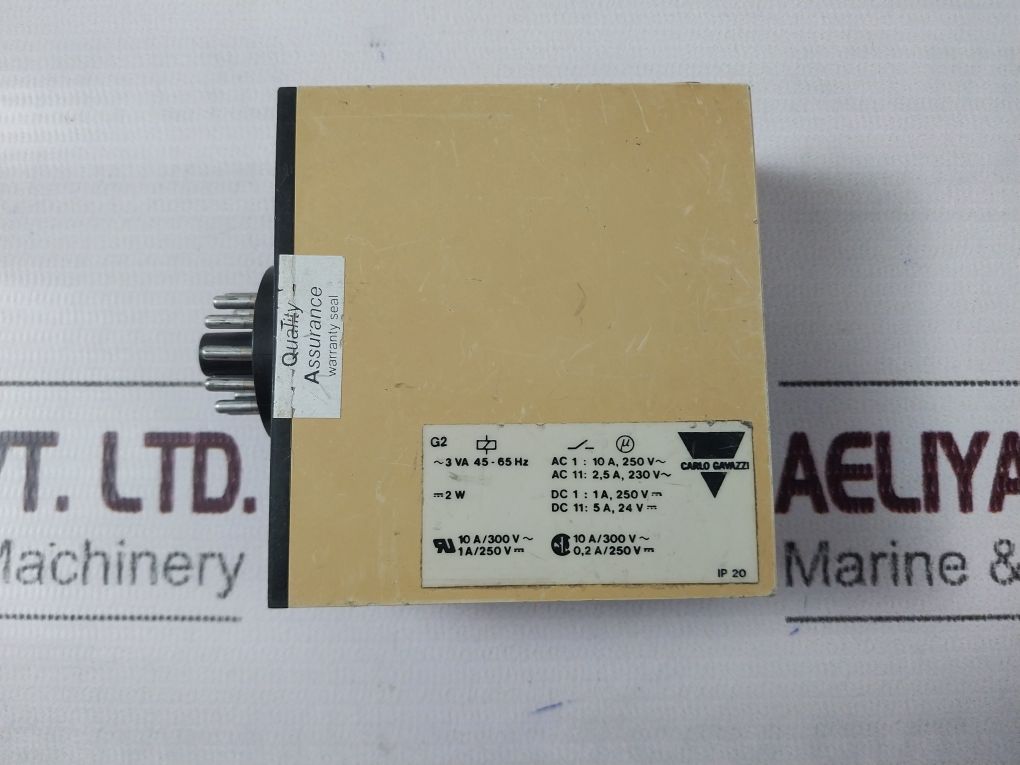 Quality
Assurance
warranty seal
G2 µ
~3 VA 45 - 65 Hz
AC 1 : 10 A, 250 V~
AC 11: 2,5 A, 230 V~
⎓2 W
DC 1 : 1 A, 250 V ⎓
DC 11: 5 A, 24 V ⎓
10 A/300 V ~
1 A/250 V ⎓
10 A/300 V ~
0,2 A/250 V ⎓
CARLO GAVAZZI
IP 20
VT. LTD.
Machinery
AELIYA
Marine &